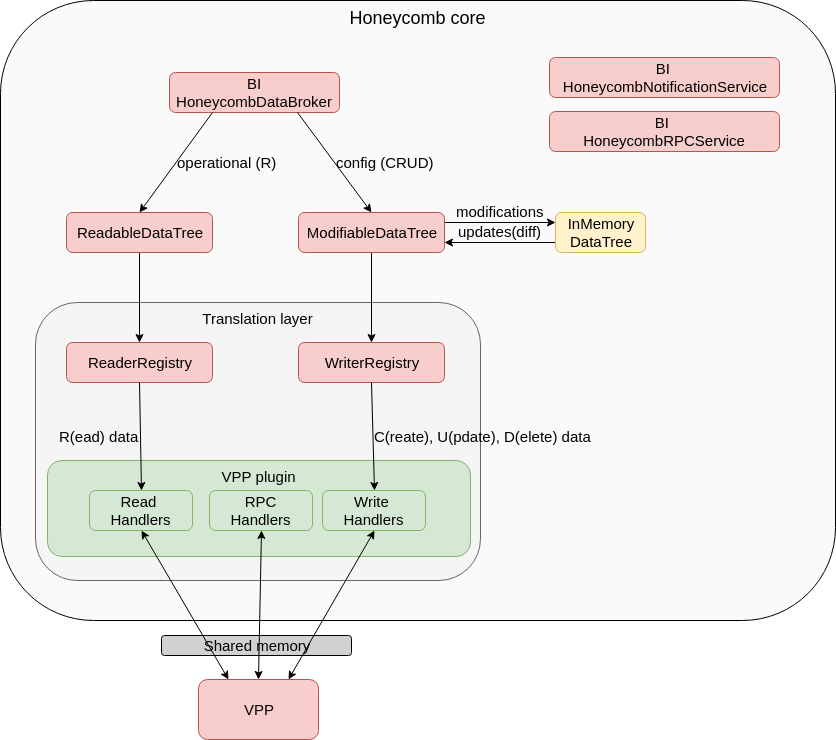 Honeycomb core
BI
HoneycombDataBroker
BI
HoneycombNotificationService
BI
HoneycombRPCService
operational (R)
config (CRUD)
ReadableDataTree
ModifiableDataTree
modifications
updates(diff)
InMemory
DataTree
Translation layer
ReaderRegistry
WriterRegistry
R(ead) data
C(reate), U(pdate), D(elete) data
VPP plugin
Read
Handlers
RPC
Handlers
Write
Handlers
Shared memory
VPP